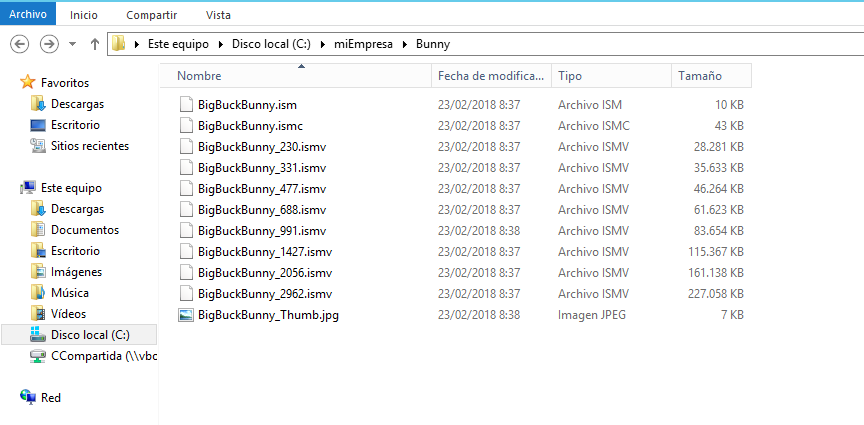 Archivo Inicio Compartir Vista
Este equipo Disco local (C:) miEmpresa Bunny
Favoritos
Descargas
Escritorio
Sitios recientes
Este equipo
Descargas
Documentos
Escritorio
Imágenes
Música
Vídeos
Disco local (C:)
CCompartida (\\vbc
Red
Nombre Fecha de modifica... Tipo Tamaño
BigBuckBunny.ism 23/02/2018 8:37 Archivo ISM 10 KB
BigBuckBunny.ismc 23/02/2018 8:37 Archivo ISMC 43 KB
BigBuckBunny_230.ismv 23/02/2018 8:37 Archivo ISMV 28.281 KB
BigBuckBunny_331.ismv 23/02/2018 8:37 Archivo ISMV 35.633 KB
BigBuckBunny_477.ismv 23/02/2018 8:37 Archivo ISMV 46.264 KB
BigBuckBunny_688.ismv 23/02/2018 8:37 Archivo ISMV 61.623 KB
BigBuckBunny_991.ismv 23/02/2018 8:38 Archivo ISMV 83.654 KB
BigBuckBunny_1427.ismv 23/02/2018 8:37 Archivo ISMV 115.367 KB
BigBuckBunny_2056.ismv 23/02/2018 8:37 Archivo ISMV 161.138 KB
BigBuckBunny_2962.ismv 23/02/2018 8:37 Archivo ISMV 227.058 KB
BigBuckBunny_Thumb.jpg 23/02/2018 8:38 Imagen JPEG 7 KB